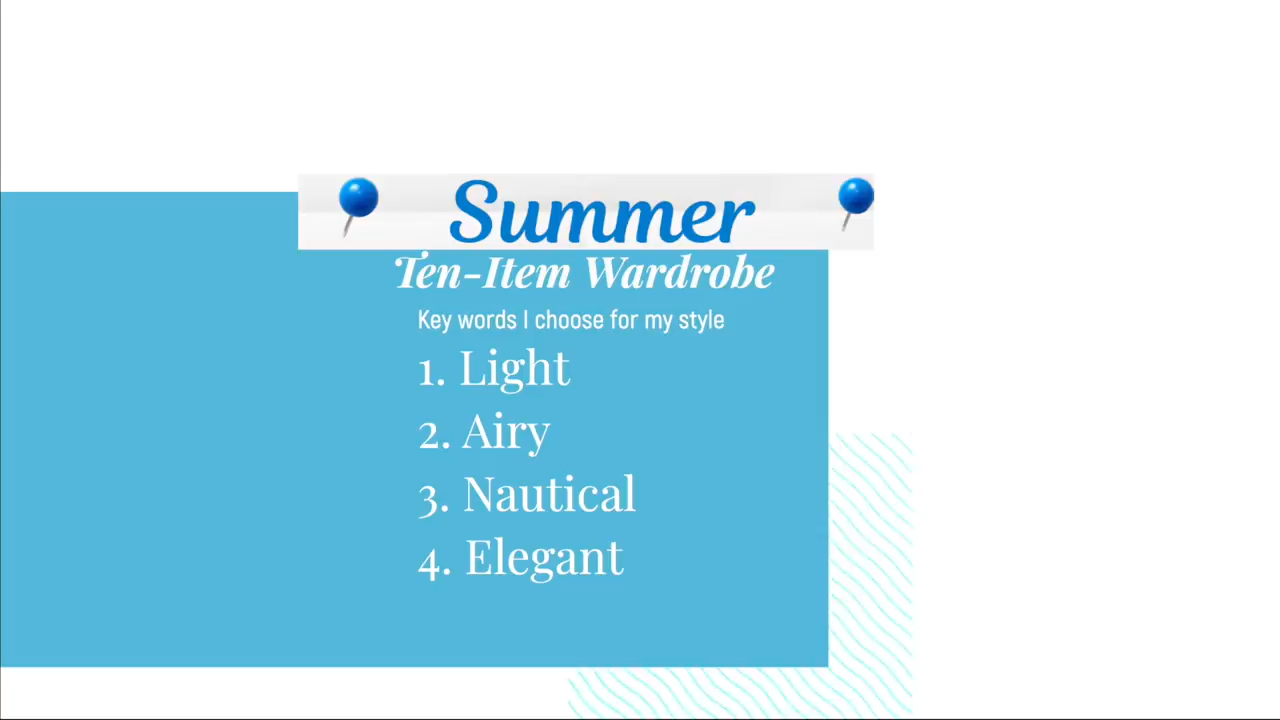 Summer
Ten-Item Wardrobe
Key words I choose for my style
1. Light
2. Airy
3. Nautical
4. Elegant